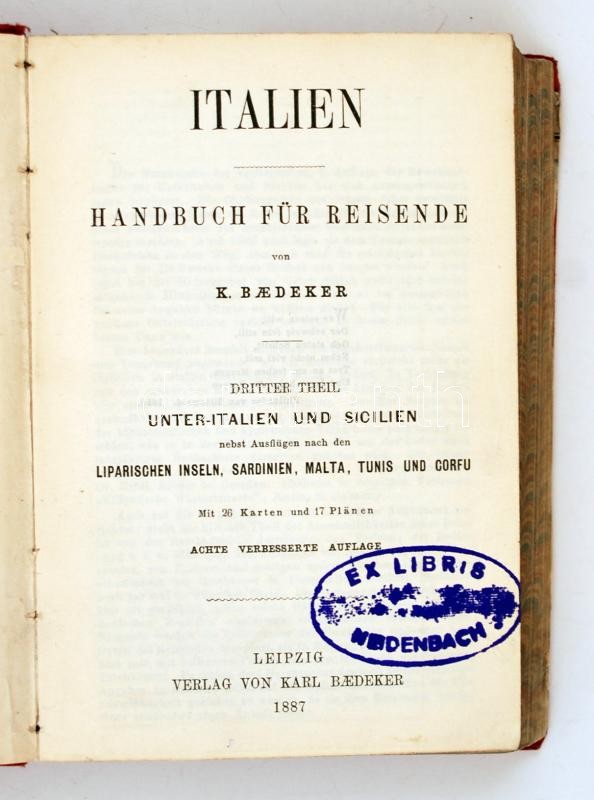 ITALIEN
HANDBUCH FÜR REISENDE
von
K. BÆDEKER
DRITTER THEIL
UNTER-ITALIEN UND SICILIEN
nebst Ausflügen nach den
LIPARISCHEN INSELN, SARDINIEN, MALTA, TUNIS UND CORFU
Mit 26 Karten und 17 Plänen
ACHTE VERBESSERTE AUFLAGE
EX LIBRIS
NEIDENBACH
LEIPZIG
VERLAG VON KARL BÆDEKER
1887